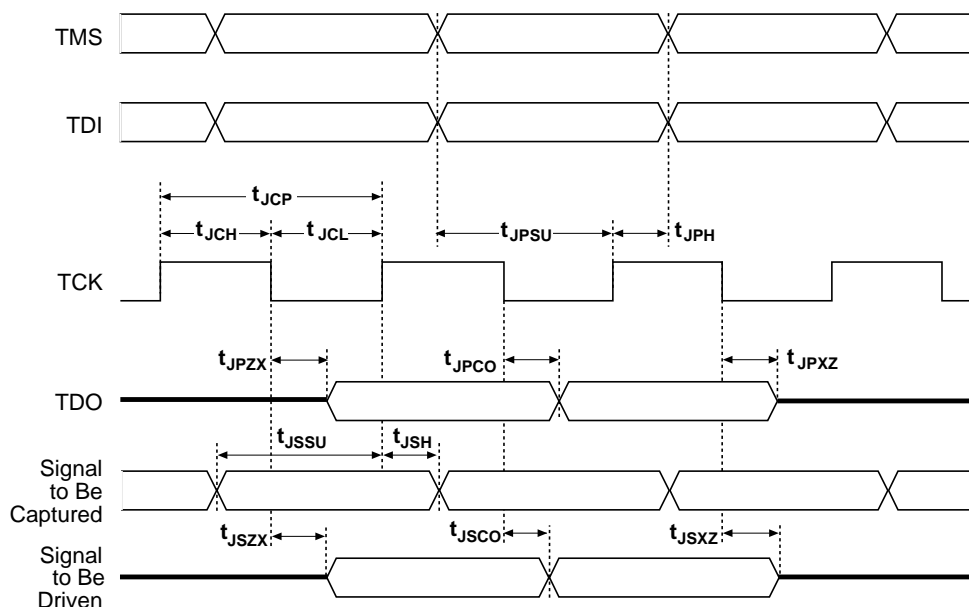 TMS
TDI
tJCP
tJCH tJCL tJPSU tJPH
TCK
tJPZX tJPCO tJPXZ
TDO
tJSSU tJSH
Signal
to Be
Captured
tJSZX tJSCO tJSXZ
Signal
to Be
Driven